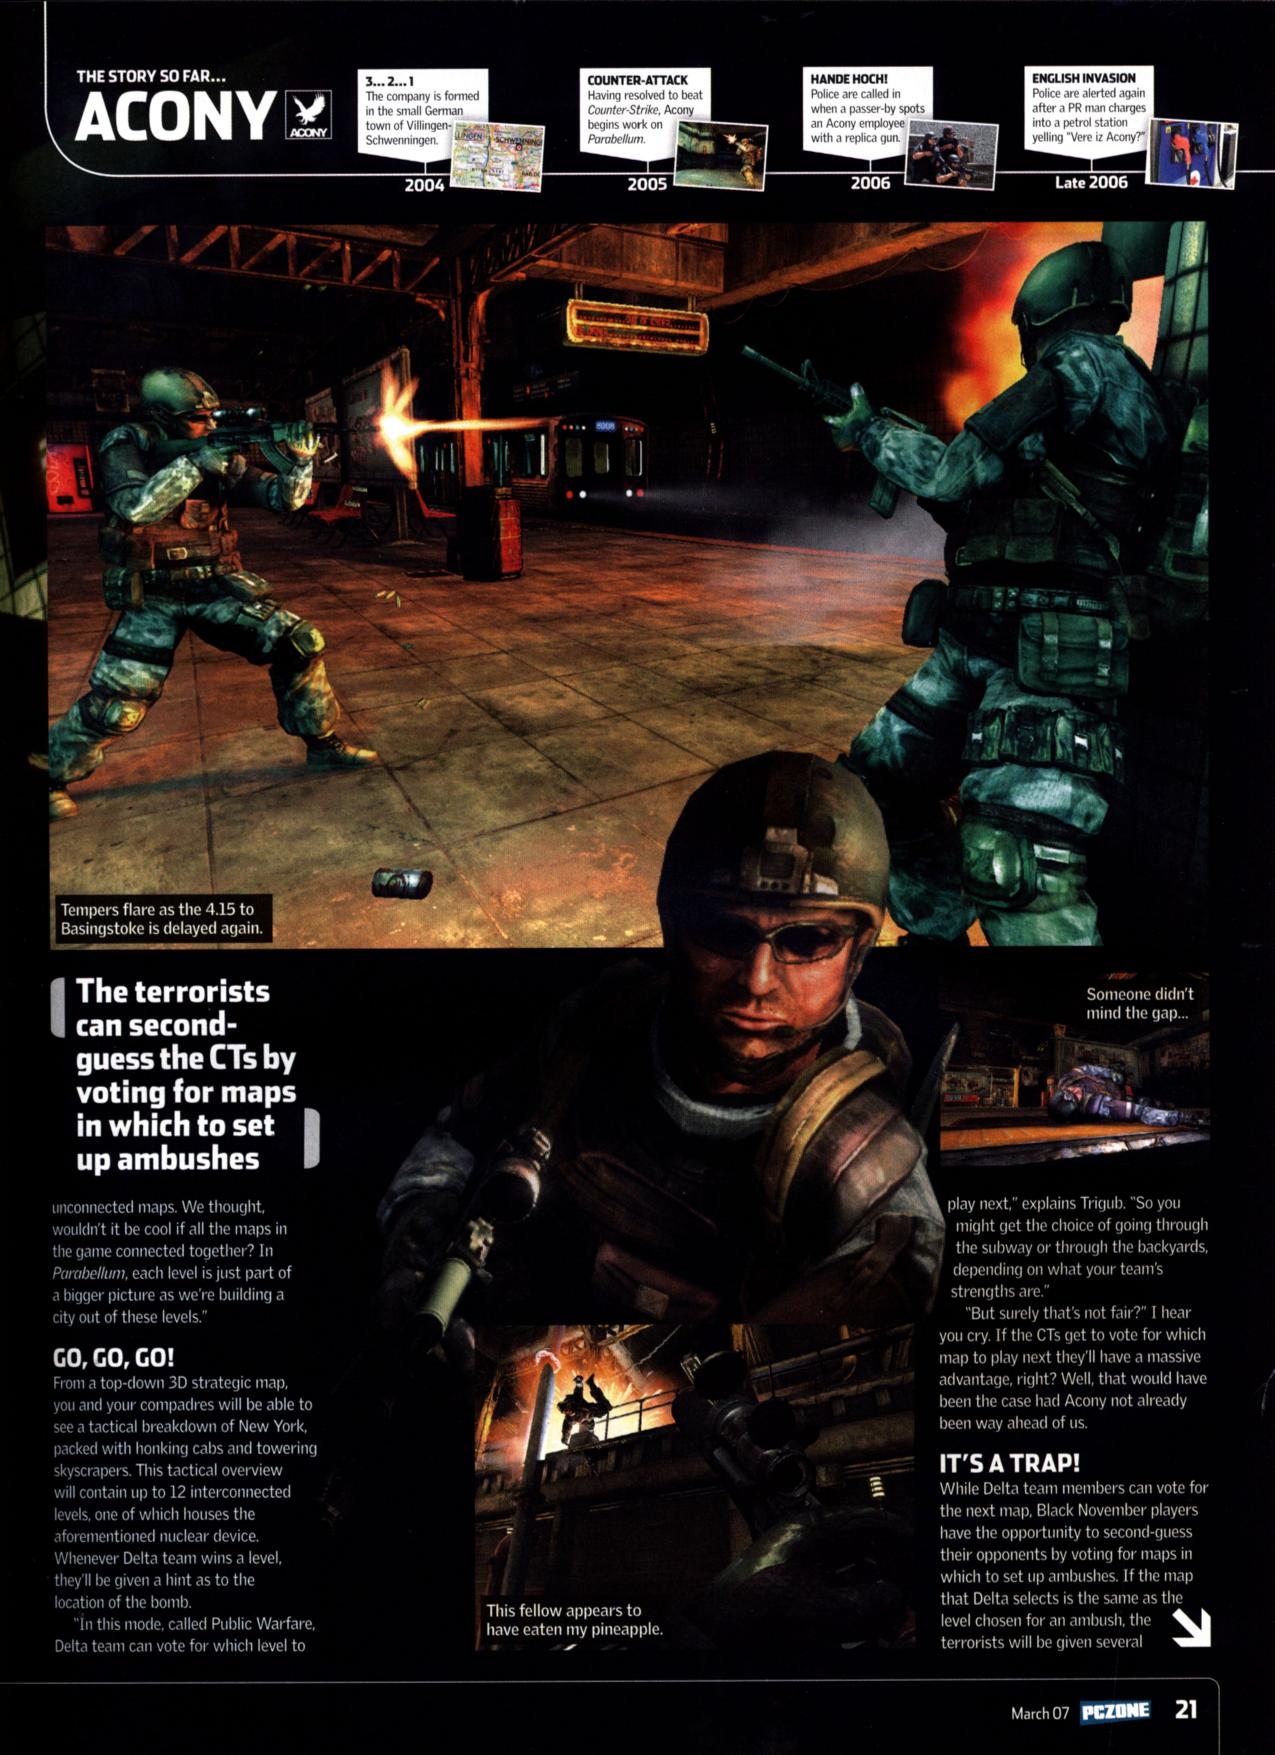 THE STORY SO FAR...
ACONY
ACONY
3... 2... 1
The company is formed
in the small German
town of Villingen-
Schwenningen.
2004
COUNTER-ATTACK
Having resolved to beat
Counter-Strike, Acony
begins work on
Parabellum.
2005
HANDE HOCH!
Police are called in
when a passer-by spots
an Acony employee
with a replica gun.
2006
ENGLISH INVASION
Police are alerted again
after a PR man charges
into a petrol station
yelling "Vere iz Acony?"
Late 2006
Tempers flare as the 4.15 to
Basingstoke is delayed again.
The terrorists
can second-
guess the CTs by
voting for maps
in which to set
up ambushes
unconnected maps. We thought,
wouldn't it be cool if all the maps in
the game connected together? In
Parabellum, each level is just part of
a bigger picture as we're building a
city out of these levels."
GO, GO, GO!
From a top-down 3D strategic map,
you and your compadres will be able to
see a tactical breakdown of New York,
packed with honking cabs and towering
skyscrapers. This tactical overview
will contain up to 12 interconnected
levels, one of which houses the
aforementioned nuclear device.
Whenever Delta team wins a level,
they'll be given a hint as to the
location of the bomb.
"In this mode, called Public Warfare,
Delta team can vote for which level to
This fellow appears to
have eaten my pineapple.
Someone didn't
mind the gap...
play next," explains Trigub. "So you
might get the choice of going through
the subway or through the backyards,
depending on what your team's
strengths are."
"But surely that's not fair?" I hear
you cry. If the CTs get to vote for which
map to play next they'll have a massive
advantage, right? Well, that would have
been the case had Acony not already
been way ahead of us.
IT'S A TRAP!
While Delta team members can vote for
the next map, Black November players
have the opportunity to second-guess
their opponents by voting for maps in
which to set up ambushes. If the map
that Delta selects is the same as the
level chosen for an ambush, the
terrorists will be given several
March 07 PCZONE 21